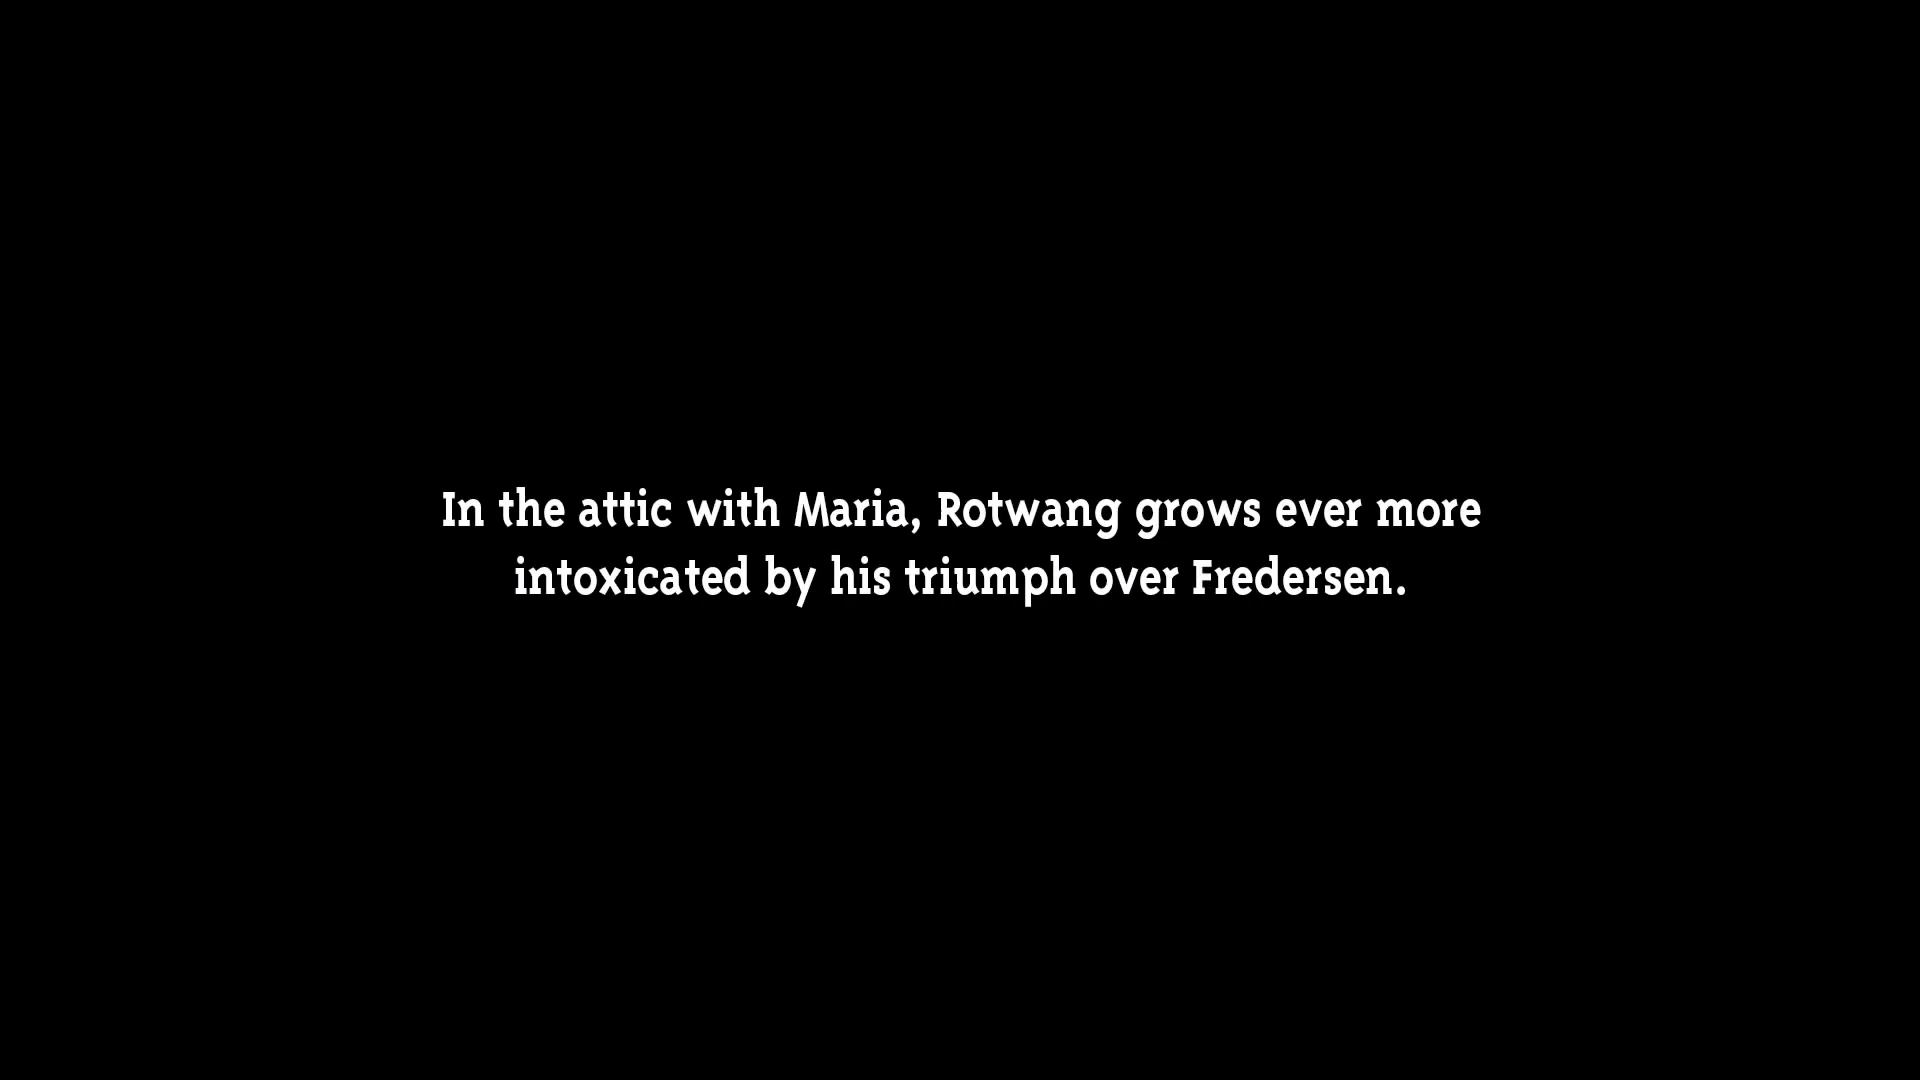 In the attic with Maria, Rotwang grows ever more
intoxicated by his triumph over Fredersen.